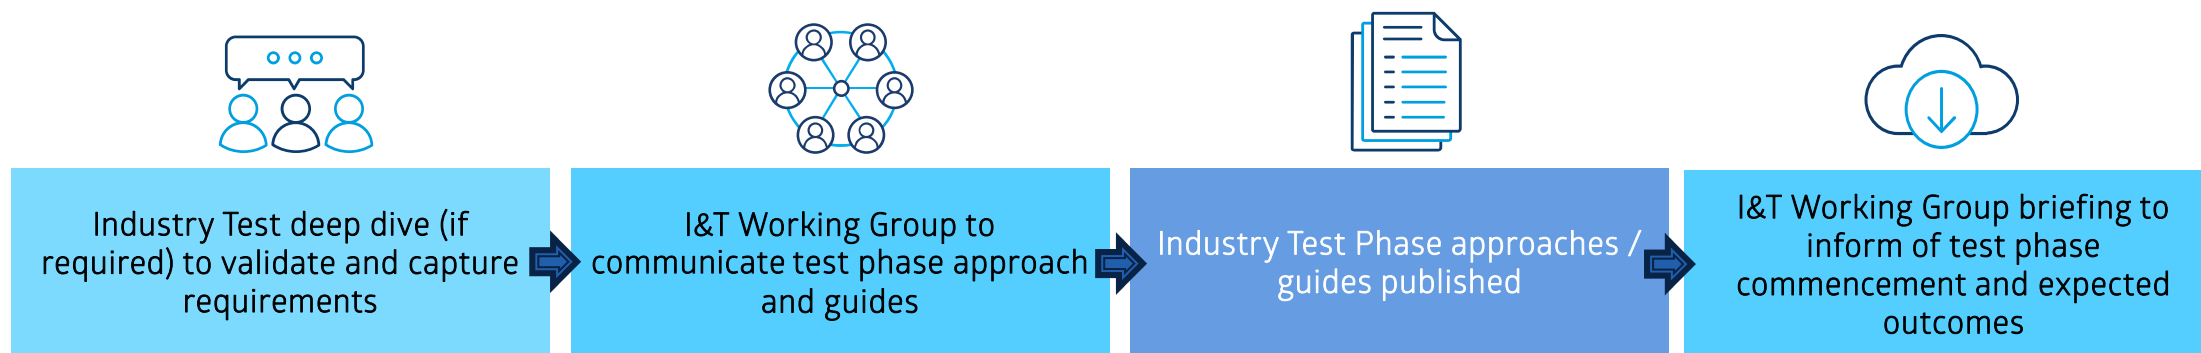 Industry Test deep dive (if
required) to validate and capture
requirements
I&T Working Group to
communicate test phase approach
and guides
Industry Test Phase approaches /
guides published
I&T Working Group briefing to
inform of test phase
commencement and expected
outcomes